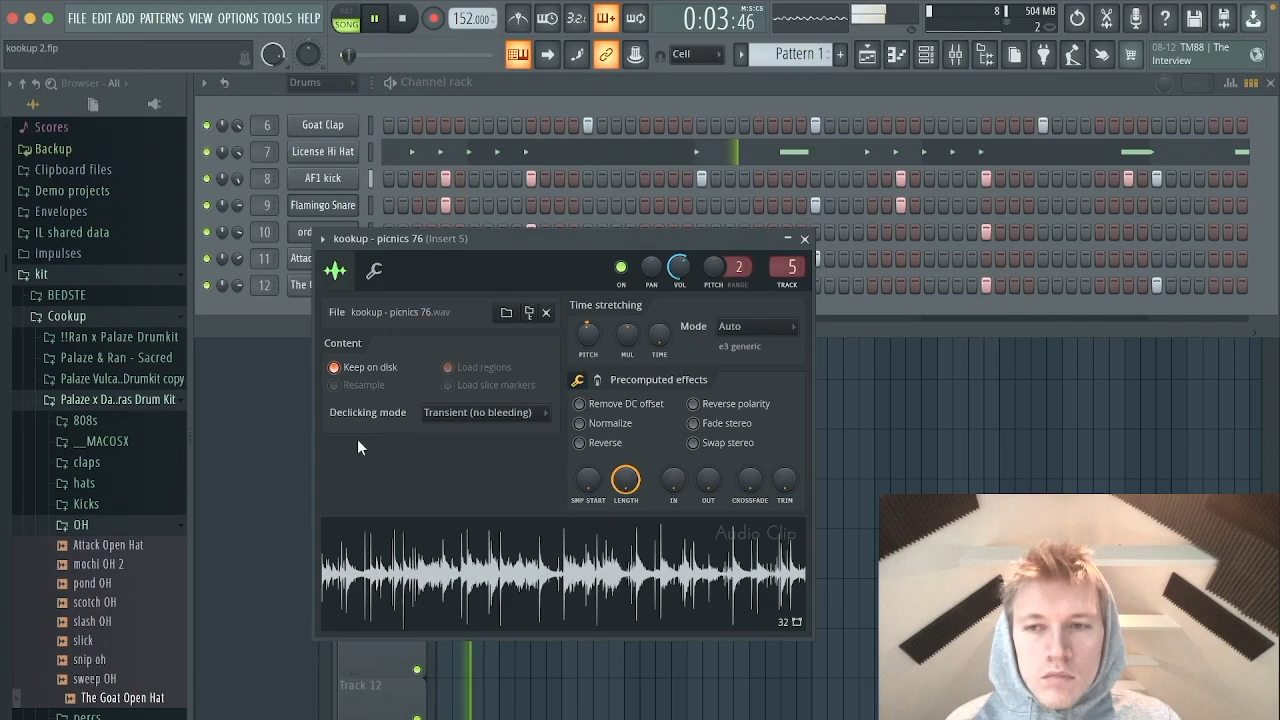 FILE EDIT ADD PATTERNS VIEW OPTIONS TOOLS HELP
PAT
SONG
152.000
3.2.
0:03:46
M:S:CS
8
504 MB
2
kookup 2.flp
Cell
Pattern 1
08-12 TM88 | The
Interview
Browser - All
Drums
Channel rack
Scores
Backup
Clipboard files
Demo projects
Envelopes
IL shared data
Impulses
kit
BEDSTE
Cookup
!!Ran x Palaze Drumkit
Palaze & Ran - Sacred
Palaze Vulca..Drumkit copy
Palaze x Da..ras Drum Kit
808s
__MACOSX
claps
hats
Kicks
OH
Attack Open Hat
mochi OH 2
pond OH
scotch OH
slash OH
slick
snip oh
sweep OH
The Goat Open Hat
percs
6 Goat Clap
7 License Hi Hat
8 AF1 kick
9 Flamingo Snare
10 ord
11 Attac
12 The G
kookup - picnics 76 (Insert 5)
ON PAN VOL PITCH RANGE TRACK
2
5
File kookup - picnics 76.wav
Content
Keep on disk
Load regions
Resample
Load slice markers
Declicking mode
Transient (no bleeding)
Time stretching
PITCH MUL TIME
Mode
Auto
e3 generic
Precomputed effects
Remove DC offset
Reverse polarity
Normalize
Fade stereo
Reverse
Swap stereo
SMP START LENGTH IN OUT CROSSFADE TRIM
Audio Clip
32
Track 12